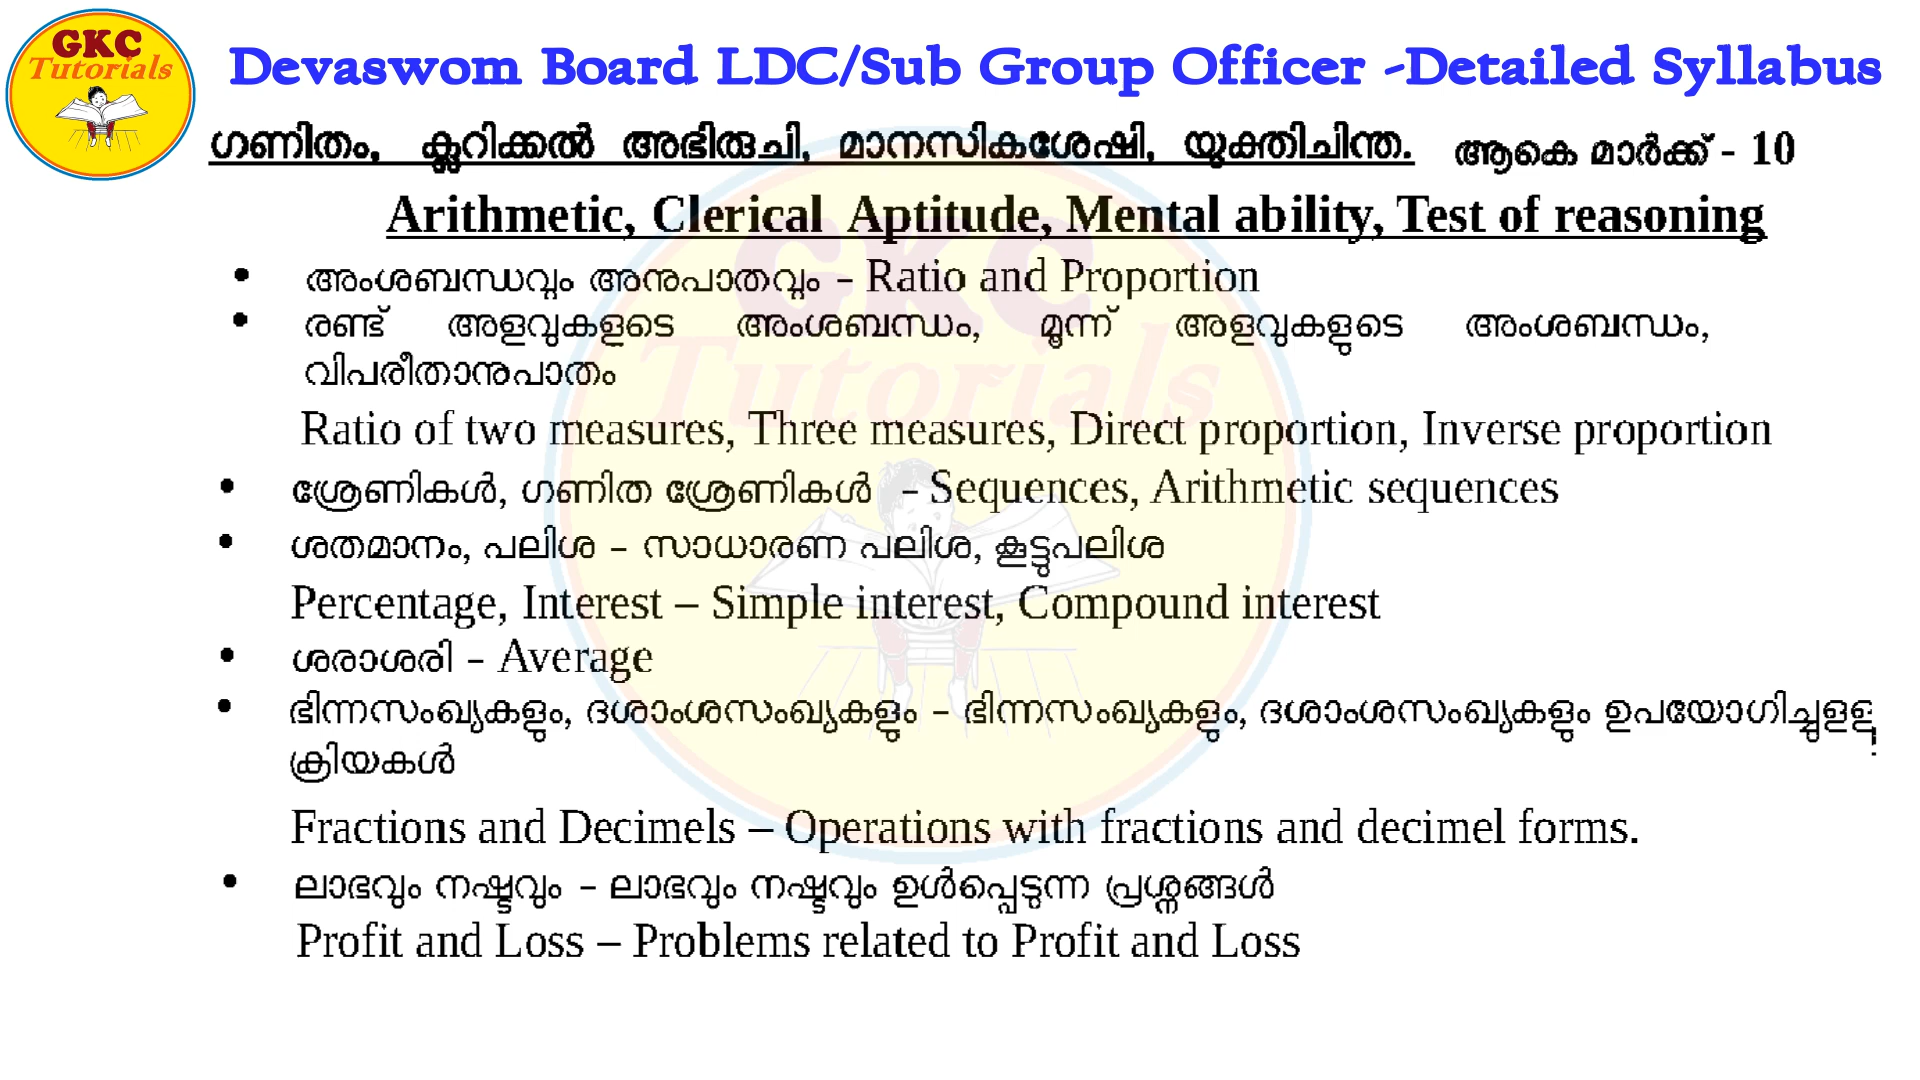 GKC
Tutorials
Devaswom Board LDC/Sub Group Officer -Detailed Syllabus
ഗണിതം, ക്ലറിക്കൽ അഭിരുചി, മാനസികശേഷി, യുക്തിചിന്ത. ആകെ മാർക്ക് - 10
Arithmetic, Clerical Aptitude, Mental ability, Test of reasoning
• അംശബന്ധവും അനുപാതവും – Ratio and Proportion
• രണ്ട് അളവുകളുടെ അംശബന്ധം, മൂന്ന് അളവുകളുടെ അംശബന്ധം,
വിപരീതാനുപാതം
Ratio of two measures, Three measures, Direct proportion, Inverse proportion
• ശ്രേണികൾ, ഗണിത ശ്രേണികൾ – Sequences, Arithmetic sequences
• ശതമാനം, പലിശ – സാധാരണ പലിശ, കൂട്ടുപലിശ
Percentage, Interest – Simple interest, Compound interest
• ശരാശരി – Average
• ഭിന്നസംഖ്യകളും, ദശാംശസംഖ്യകളും – ഭിന്നസംഖ്യകളും, ദശാംശസംഖ്യകളും ഉപയോഗിച്ചുളള
ക്രിയകൾ
Fractions and Decimels – Operations with fractions and decimel forms.
• ലാഭവും നഷ്ടവും – ലാഭവും നഷ്ടവും ഉൾപ്പെടുന്ന പ്രശ്നങ്ങൾ
Profit and Loss – Problems related to Profit and Loss
GKC
Tutorials